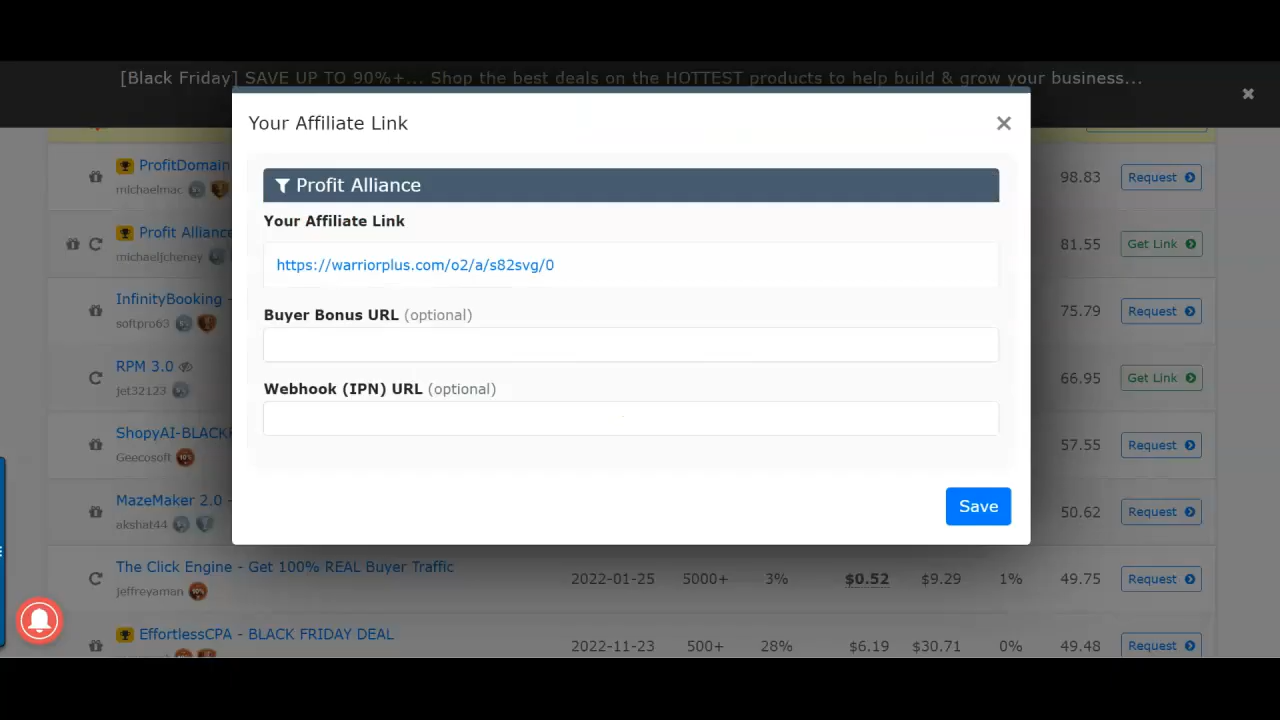 [Black Friday] SAVE UP TO 90%+... Shop the best deals on the HOTTEST products to help build & grow your business...
Your Affiliate Link
Profit Alliance
Your Affiliate Link
https://warriorplus.com/o2/a/s82svg/0
Buyer Bonus URL (optional)
Webhook (IPN) URL (optional)
Save
ProfitDomain
michaelmac
98.83 Request
Profit Alliance
michaeljcheney
81.55 Get Link
InfinityBooking -
softpro63
75.79 Request
RPM 3.0
jet32123
66.95 Get Link
ShopyAI-BLACK
Geecosoft
57.55 Request
MazeMaker 2.0 -
akshat44
50.62 Request
The Click Engine - Get 100% REAL Buyer Traffic
jeffreyaman
2022-01-25 5000+ 3% $0.52 $9.29 1% 49.75 Request
EffortlessCPA - BLACK FRIDAY DEAL
2022-11-23 500+ 28% $6.19 $30.71 0% 49.48 Request